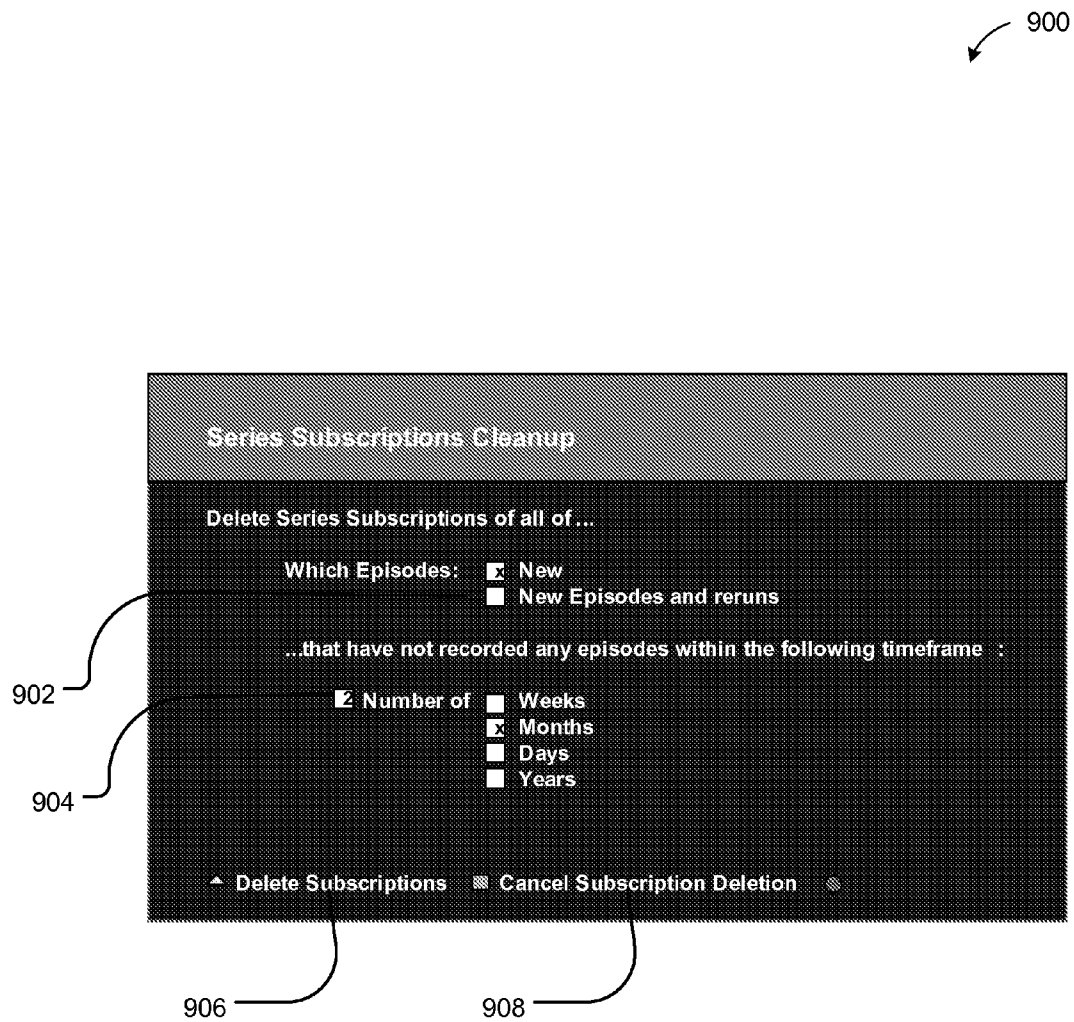 900
Series Subscriptions Cleanup
Delete Series Subscriptions of all of...
Which Episodes: x New
New Episodes and reruns
...that have not recorded any episodes within the following timeframe :
902
2 Number of Weeks
x Months
Days
904
Years
Delete Subscriptions Cancel Subscription Deletion
906 908